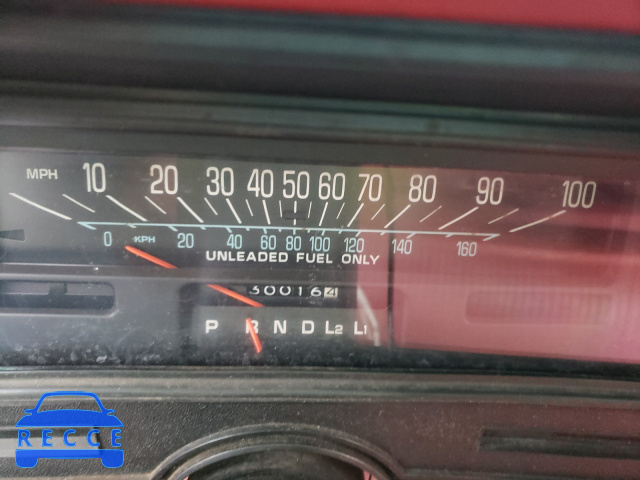 MPH 10 20 30 40 50 60 70 80 90 100
0 KPH 20 40 60 80 100 120 140 160
UNLEADED FUEL ONLY
300164
P R N D L2 L1
RECCE